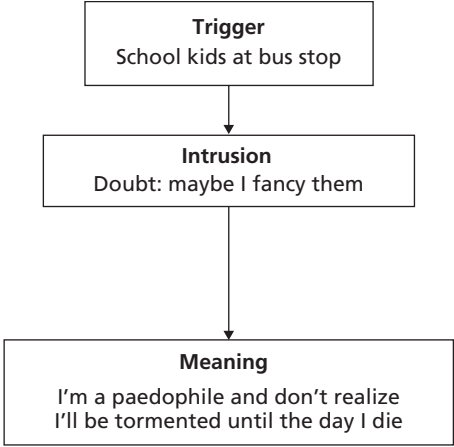 Trigger
School kids at bus stop
Intrusion
Doubt: maybe I fancy them
Meaning
I'm a paedophile and don't realize
I'll be tormented until the day I die